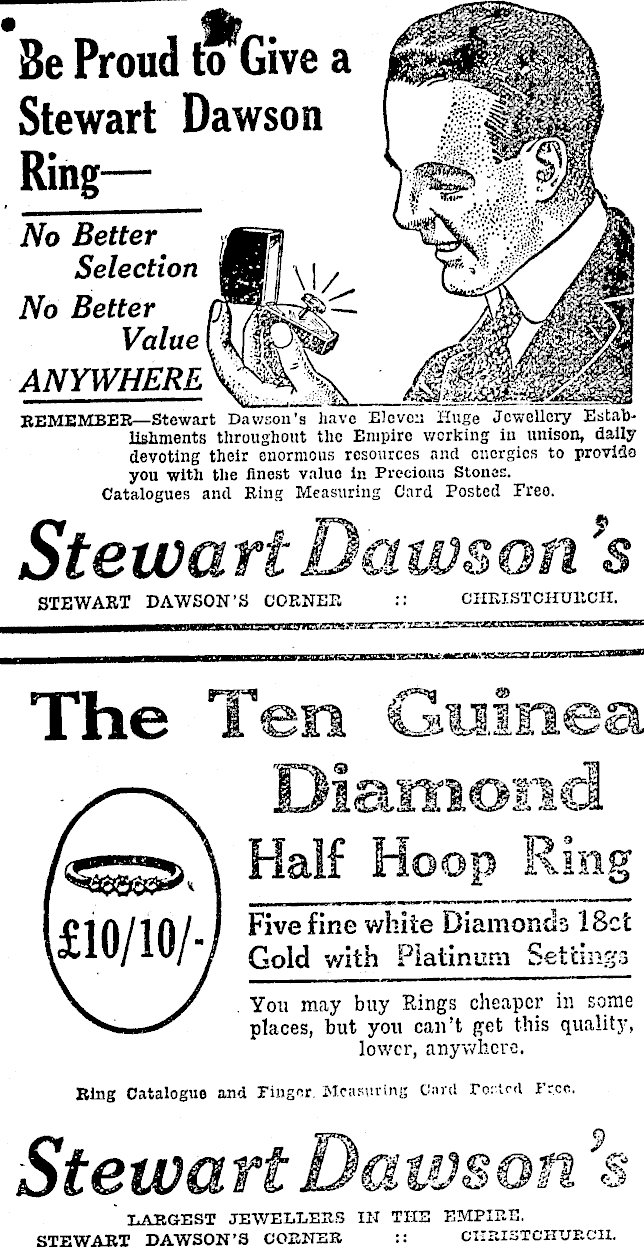 Be Proud to Give a
Stewart Dawson
Ring—
No Better
Selection
No Better
Value
ANYWHERE
REMEMBER—Stewart Dawson's have Eleven Huge Jewellery Estab-
lishments throughout the Empire working in unison, daily
devoting their enormous resources and energies to provide
you with the finest value in Precious Stones.
Catalogues and Ring Measuring Card Posted Free.
Stewart Dawson's
STEWART DAWSON'S CORNER :: CHRISTCHURCH.
The Ten Guinea
Diamond
Half Hoop Ring
£10/10/-
Five fine white Diamonds 18ct
Gold with Platinum Settings
You may buy Rings cheaper in some
places, but you can't get this quality,
lower, anywhere.
Ring Catalogue and Finger Measuring Card Posted Free.
Stewart Dawson's
LARGEST JEWELLERS IN THE EMPIRE.
STEWART DAWSON'S CORNER :: CHRISTCHURCH.